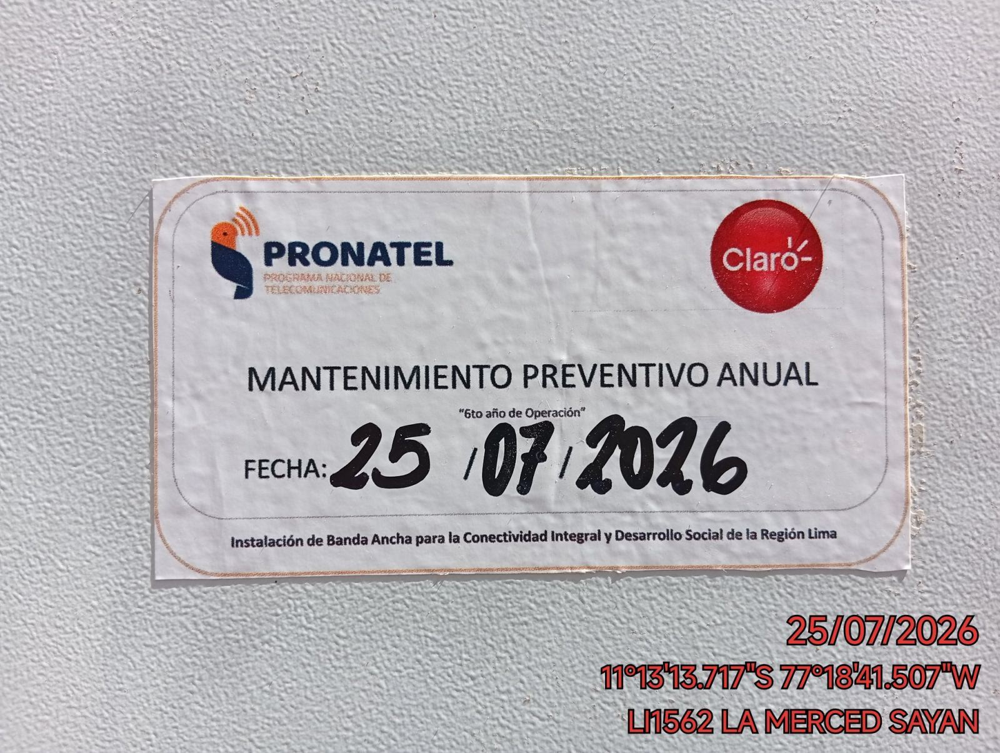 PRONATEL
PROGRAMA NACIONAL DE
TELECOMUNICACIONES
Claro
MANTENIMIENTO PREVENTIVO ANUAL
"6to año de Operación"
FECHA: 25 / 07 / 2026
Instalación de Banda Ancha para la Conectividad Integral y Desarrollo Social de la Región Lima
25/07/2026
11°13'13.717"S 77°18'41.507"W
LI1562 LA MERCED SAYAN